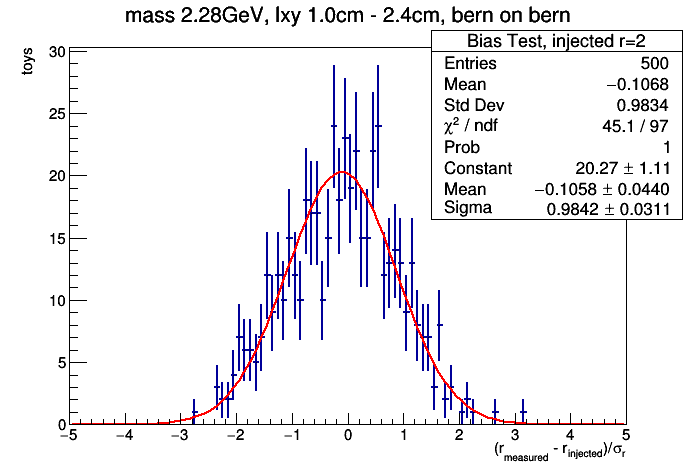 mass 2.28GeV, lxy 1.0cm - 2.4cm, bern on bern
toys
Bias Test, injected r=2
Entries 500
Mean −0.1068
Std Dev 0.9834
χ² / ndf 45.1 / 97
Prob 1
Constant 20.27 ± 1.11
Mean −0.1058 ± 0.0440
Sigma 0.9842 ± 0.0311
30
25
20
15
10
5
0
−5 −4 −3 −2 −1 0 1 2 3 4 5
(r_measured - r_injected)/σ_r